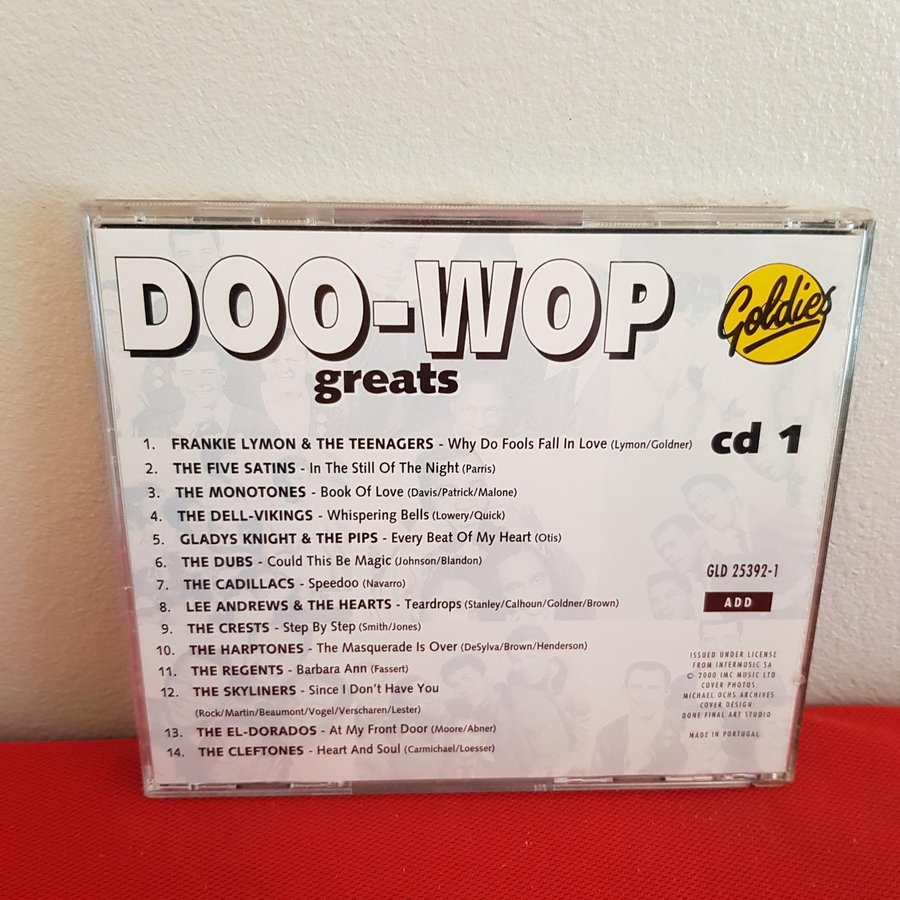 DOO-WOP
greats
Goldies
cd 1
1. FRANKIE LYMON & THE TEENAGERS - Why Do Fools Fall In Love (Lymon/Goldner)
2. THE FIVE SATINS - In The Still Of The Night (Parris)
3. THE MONOTONES - Book Of Love (Davis/Patrick/Malone)
4. THE DELL-VIKINGS - Whispering Bells (Lowery/Quick)
5. GLADYS KNIGHT & THE PIPS - Every Beat Of My Heart (Otis)
6. THE DUBS - Could This Be Magic (Johnson/Blandon)
7. THE CADILLACS - Speedoo (Navarro)
8. LEE ANDREWS & THE HEARTS - Teardrops (Stanley/Calhoun/Goldner/Brown)
9. THE CRESTS - Step By Step (Smith/Jones)
10. THE HARPTONES - The Masquerade Is Over (DeSylva/Brown/Henderson)
11. THE REGENTS - Barbara Ann (Fassert)
12. THE SKYLINERS - Since I Don't Have You
(Rock/Martin/Beaumont/Vogel/Verscharen/Lester)
13. THE EL-DORADOS - At My Front Door (Moore/Abner)
14. THE CLEFTONES - Heart And Soul (Carmichael/Loesser)
GLD 25392-1
ADD
ISSUED UNDER LICENSE
FROM INTERMUSIC SA
© 2000 IMC MUSIC LTD
COVER PHOTOS:
MICHAEL OCHS ARCHIVES
COVER DESIGN:
DONE FINAL ART STUDIO
MADE IN PORTUGAL